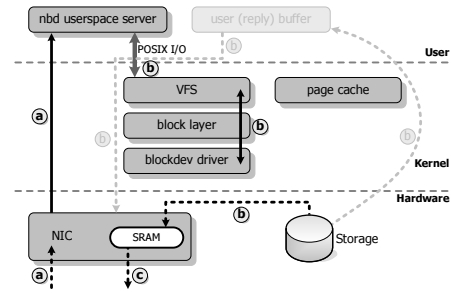 nbd userspace server
user (reply) buffer
POSIX I/O
b
b
User
VFS
page cache
a
block layer
b
b
b
blockdev driver
Kernel
Hardware
b
NIC
SRAM
Storage
a
c